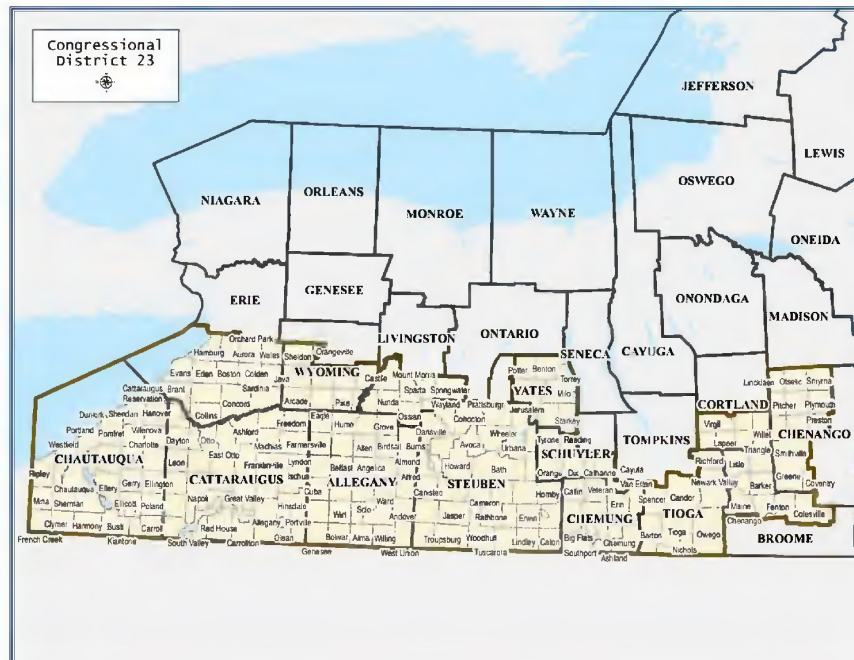 Congressional
District 23
JEFFERSON
LEWIS
OSWEGO
NIAGARA
ORLEANS
MONROE
WAYNE
ONEIDA
GENESEE
ERIE
ONONDAGA
MADISON
LIVINGSTON
ONTARIO
SENECA
CAYUGA
Orchard Park
Hamburg Aurora Wales Sheldon Orangeville
WYOMING
Evans Eden Boston Colden
Java
Castile Mount Morris
Potter Benton
Torrey
Milo
YATES
Lincklaen Otselic Smyrna
Cattaraugus
Reservation
Brant
Sardinia
Concord
Collins
Arcade
Pike
Nunda
Sparta Springwater
Wayland
Prattsburgh
Jerusalem
Starkey
CORTLAND
Pitcher Plymouth
Preston
Dunkirk Sheridan Hanover
Portland Pomfret Villenova
Westfield Charlotte
CHAUTAUQUA
Dayton Otto
Ashford
Freedom
Eagle
Hume
Grove
Ossian
Dansville
Cohocton
Wheeler
Urbana
Avoca
Tyrone Reading
SCHUYLER
TOMPKINS
Virgil
Lapeer
Willet
Triangle
Smithville
CHENANGO
Machias Farmersville
Allen Birdsall Burns
East Otto
Leon
Franklinville Lyndon
Belfast Angelica
Almond
Howard Bath
Richford Lisle
Ripley
Chautauqua Ellery Gerry Ellington
CATTARAUGUS
Ischua
Cuba
ALLEGANY
Alfred
STEUBEN
Orange Dix Catharine
Cayuta
Van Etten
Newark Valley
Barker
Greene
Coventry
Mina Sherman
Ellicott Poland
Napoli Great Valley
Hinsdale
Ward
Canisteo
Cameron
Hornby
Catlin Veteran
Erin
Spencer Candor
Maine
Fenton
Colesville
Chenango
Clymer Harmony Busti Carroll
Red House
Allegany Portville
Olean
Wirt Scio
Andover
Jasper Rathbone
Erwin
CHEMUNG
TIOGA
Tioga
Owego
BROOME
French Creek
Kiantone
South Valley
Carrollton
Bolivar Alma Willing
Genesee
West Union
Troupsburg Woodhull
Tuscarora
Lindley Caton
Big Flats
Southport
Chemung
Ashland
Barton
Nichols